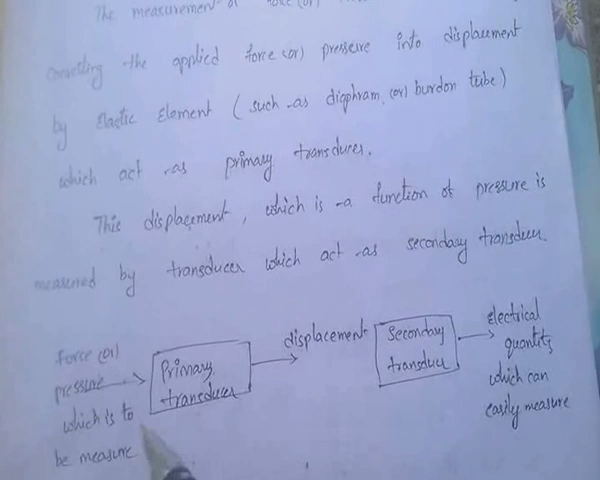 The measurement of force (or)
converting the applied force (or) pressure into displacement
by Elastic Element (such as diaphram, (or) burdon tube)
which act as primary transducer.
This displacement, which is a function of pressure is
measured by transducer which act as secondary transducer.
force (or)
pressure
which is to
be measure
Primary
transducer
displacement
Secondary
transducer
electrical
quantity
which can
easily measure